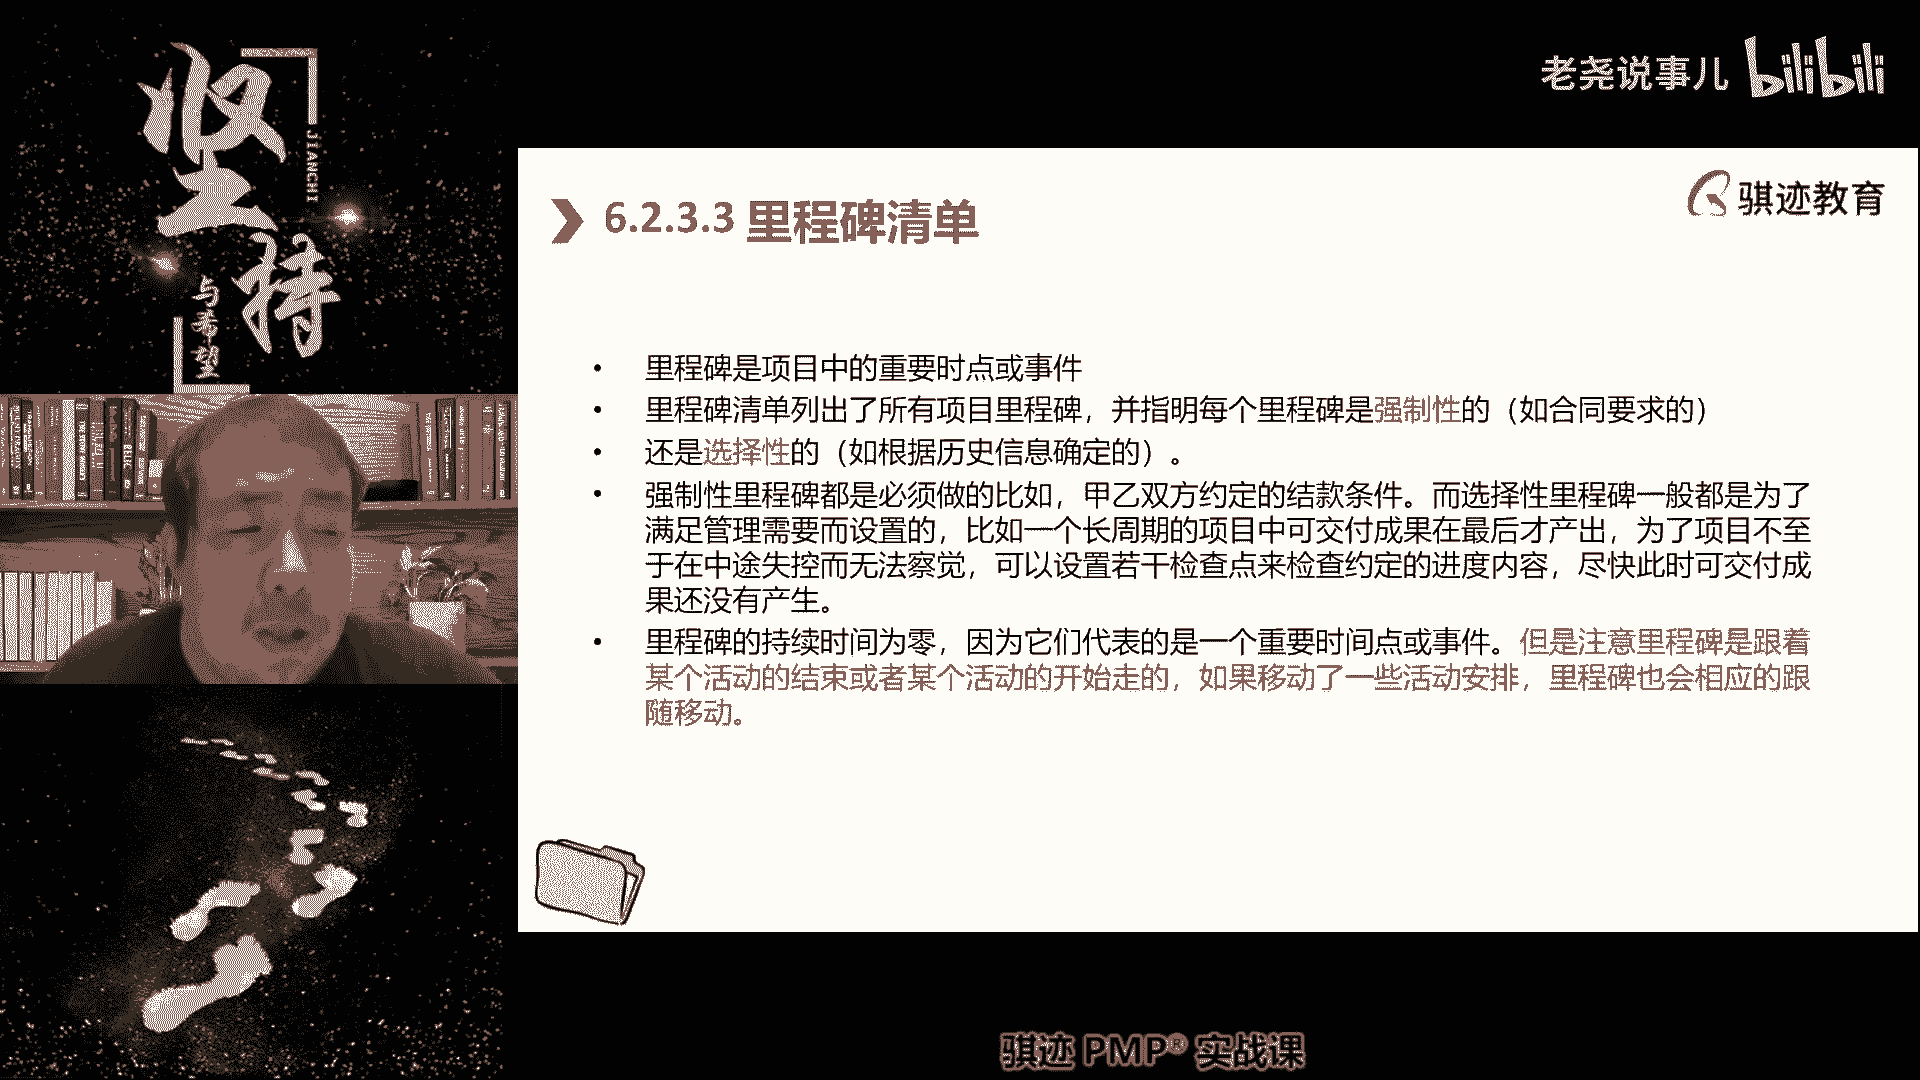 坚
持
JIANCHI
与希望
老尧说事儿 bilibili
骐迹教育
6.2.3.3 里程碑清单
• 里程碑是项目中的重要时点或事件
• 里程碑清单列出了所有项目里程碑，并指明每个里程碑是强制性的（如合同要求的）
• 还是选择性的（如根据历史信息确定的）。
• 强制性里程碑都是必须做的比如，甲乙双方约定的结款条件。而选择性里程碑一般都是为了
满足管理需要而设置的，比如一个长周期的项目中可交付成果在最后才产出，为了项目不至
于在中途失控而无法察觉，可以设置若干检查点来检查约定的进度内容，尽快此时可交付成
果还没有产生。
• 里程碑的持续时间为零，因为它们代表的是一个重要时间点或事件。但是注意里程碑是跟着
某个活动的结束或者某个活动的开始走的，如果移动了一些活动安排，里程碑也会相应的跟
随移动。
骐迹 PMP® 实战课